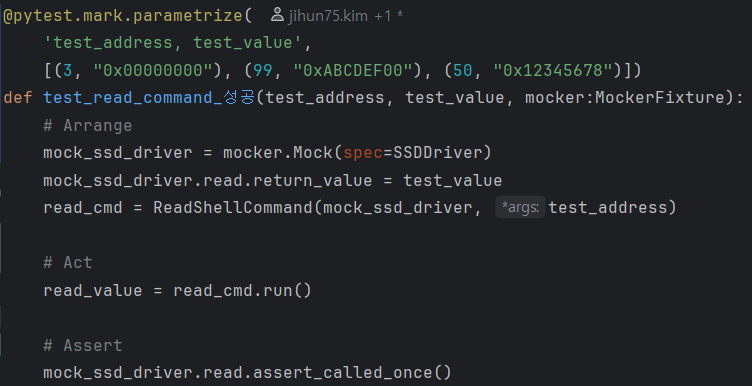 @pytest.mark.parametrize( jihun75.kim +1 *
    'test_address, test_value',
    [(3, "0x00000000"), (99, "0xABCDEF00"), (50, "0x12345678")])
def test_read_command_성공(test_address, test_value, mocker:MockerFixture):
    # Arrange
    mock_ssd_driver = mocker.Mock(spec=SSDDriver)
    mock_ssd_driver.read.return_value = test_value
    read_cmd = ReadShellCommand(mock_ssd_driver, *args: test_address)
    # Act
    read_value = read_cmd.run()
    # Assert
    mock_ssd_driver.read.assert_called_once()